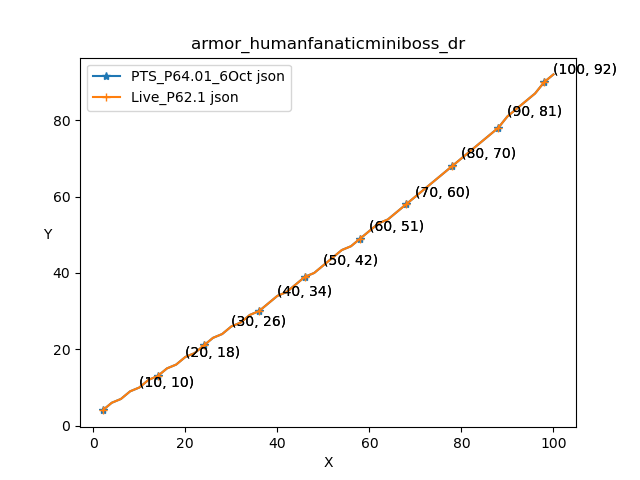 armor_humanfanaticminiboss_dr
PTS_P64.01_6Oct json
Live_P62.1 json
(100, 92)
(90, 81)
(80, 70)
(70, 60)
(60, 51)
(50, 42)
(40, 34)
(30, 26)
(20, 18)
(10, 10)
80
60
40
20
0
Y
0 20 40 60 80 100
X